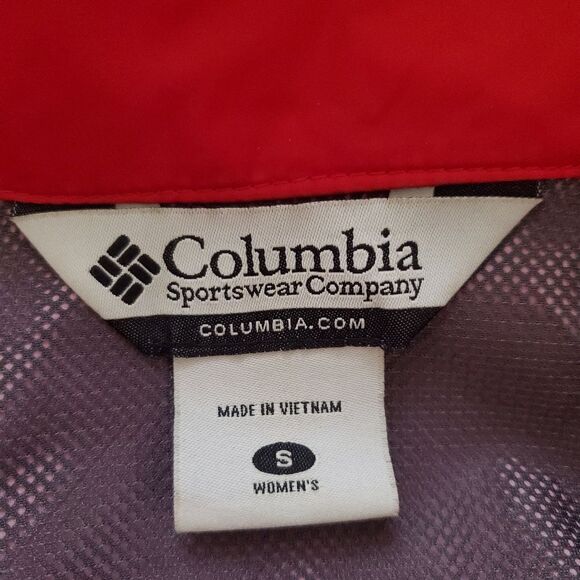 Columbia
Sportswear Company
COLUMBIA.COM
MADE IN VIETNAM
S
WOMEN'S